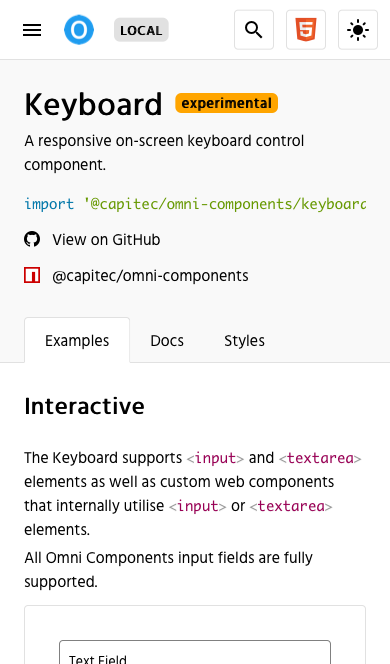 LOCAL
Keyboard experimental
A responsive on-screen keyboard control
component.
import '@capitec/omni-components/keyboard
View on GitHub
@capitec/omni-components
Examples Docs Styles
Interactive
The Keyboard supports <input> and <textarea>
elements as well as custom web components
that internally utilise <input> or <textarea>
elements.
All Omni Components input fields are fully
supported.
Text Field